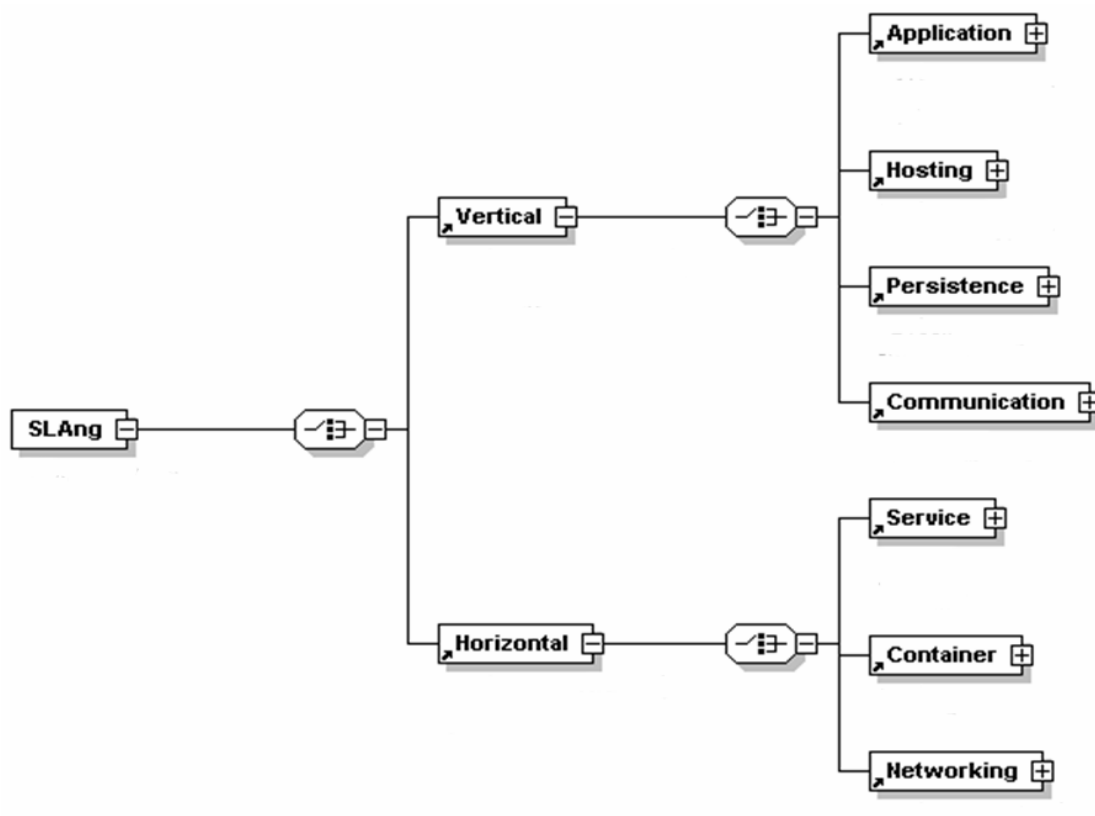 Application
Hosting
Vertical
Persistence
Communication
SLAng
Service
Horizontal
Container
Networking